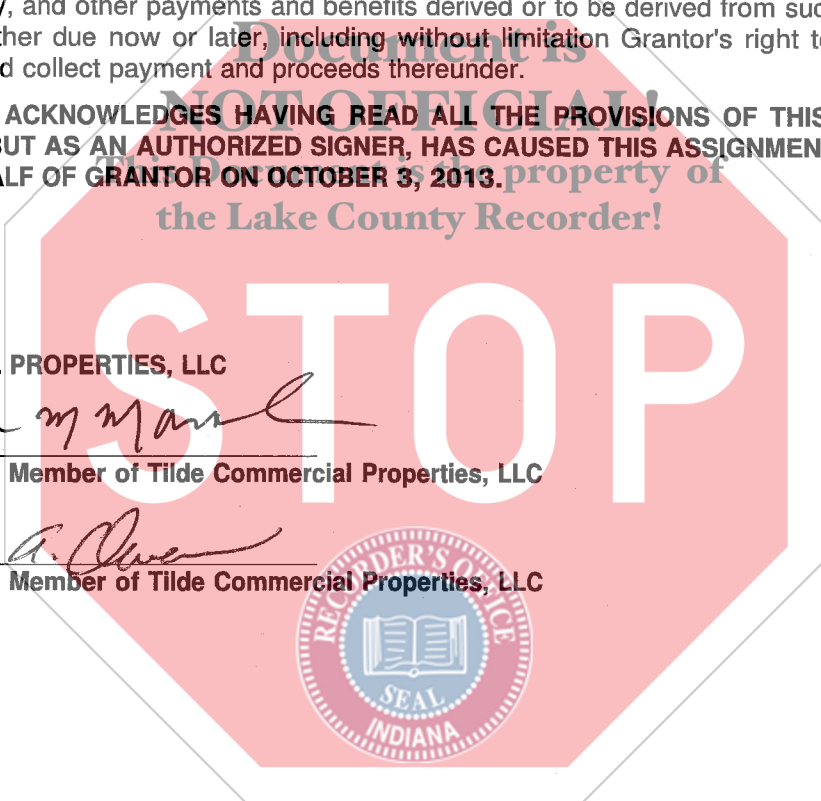 , and other payments and benefits derived or to be derived from suc
ther due now or later, including without limitation Grantor's right to
d collect payment and proceeds thereunder.
Document is
NOT OFFICIAL!
This Document is the property of
the Lake County Recorder!
ACKNOWLEDGES HAVING READ ALL THE PROVISIONS OF THIS
BUT AS AN AUTHORIZED SIGNER, HAS CAUSED THIS ASSIGNMEN
ALF OF GRANTOR ON OCTOBER 3, 2013.
STOP
PROPERTIES, LLC
Member of Tilde Commercial Properties, LLC
Member of Tilde Commercial Properties, LLC
RECORDER'S OFFICE
SEAL
INDIANA